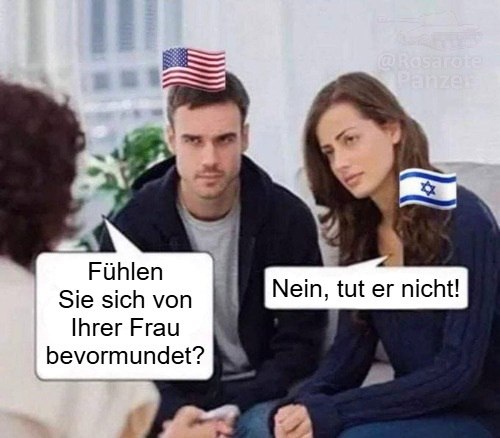 @Rosarote
Panzer
Fühlen
Sie sich von
Ihrer Frau
bevormundet?
Nein, tut er nicht!